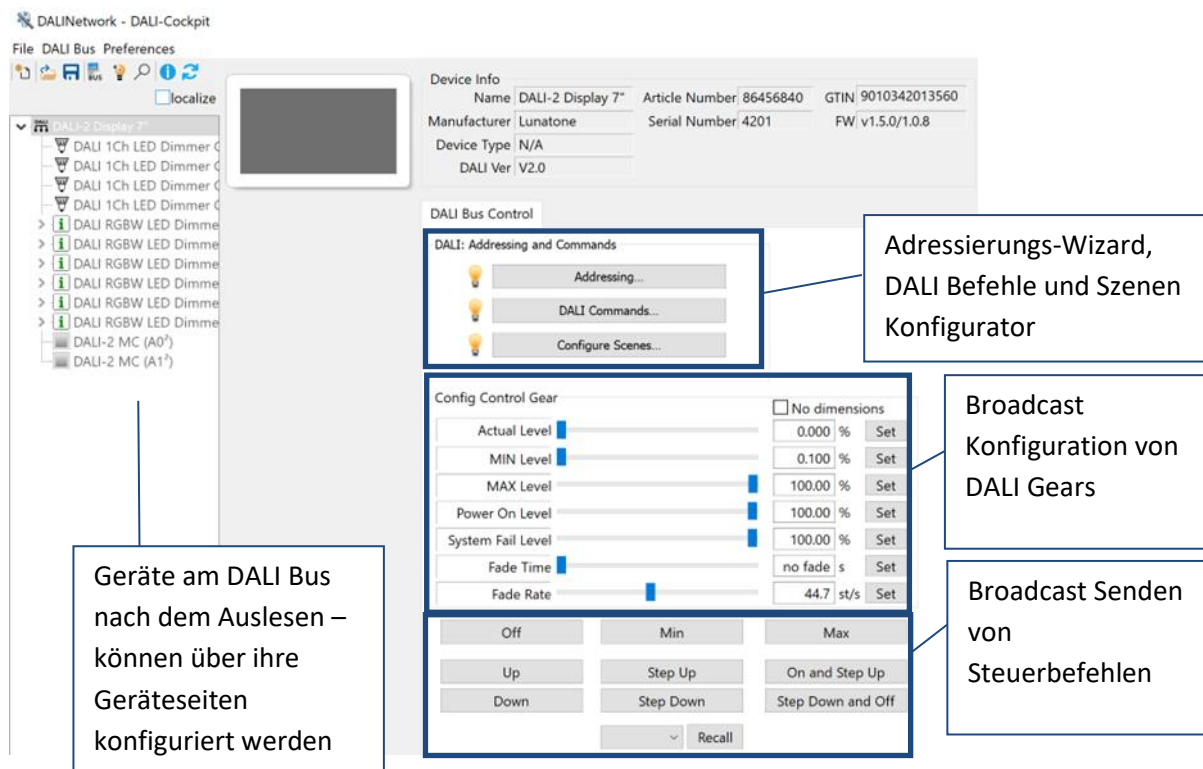 DALINetwork - DALI-Cockpit
File DALI Bus Preferences
BUS
localize
DALI-2 Display 7"
DALI 1Ch LED Dimmer C
DALI 1Ch LED Dimmer C
DALI 1Ch LED Dimmer C
DALI 1Ch LED Dimmer C
DALI RGBW LED Dimme
DALI RGBW LED Dimme
DALI RGBW LED Dimme
DALI RGBW LED Dimme
DALI RGBW LED Dimme
DALI RGBW LED Dimme
DALI-2 MC (A0²)
DALI-2 MC (A1²)
Device Info
Name DALI-2 Display 7" Article Number 86456840 GTIN 9010342013560
Manufacturer Lunatone Serial Number 4201 FW v1.5.0/1.0.8
Device Type N/A
DALI Ver V2.0
DALI Bus Control
DALI: Addressing and Commands
Addressing...
DALI Commands...
Configure Scenes...
Adressierungs-Wizard,
DALI Befehle und Szenen
Konfigurator
Config Control Gear
No dimensions
Actual Level 0.000 % Set
MIN Level 0.100 % Set
MAX Level 100.00 % Set
Power On Level 100.00 % Set
System Fail Level 100.00 % Set
Fade Time no fade s Set
Fade Rate 44.7 st/s Set
Broadcast
Konfiguration von
DALI Gears
Off Min Max
Up Step Up On and Step Up
Down Step Down Step Down and Off
Recall
Broadcast Senden
von
Steuerbefehlen
Geräte am DALI Bus
nach dem Auslesen –
können über ihre
Geräteseiten
konfiguriert werden